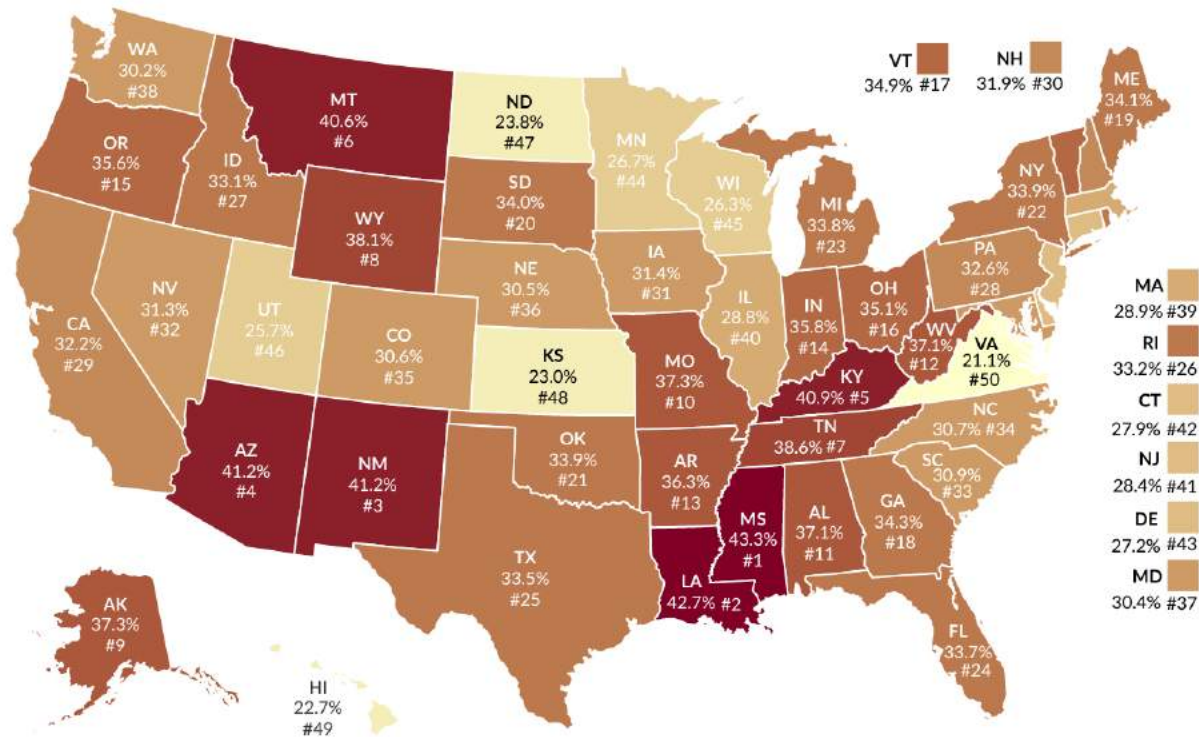 WA
30.2%
#38
OR
35.6%
#15
ID
33.1%
#27
MT
40.6%
#6
WY
38.1%
#8
ND
23.8%
#47
SD
34.0%
#20
NE
30.5%
#36
MN
26.7%
#44
WI
26.3%
#45
MI
33.8%
#23
VT
34.9% #17
NH
31.9% #30
ME
34.1%
#19
NY
33.9%
#22
PA
32.6%
#28
CA
32.2%
#29
NV
31.3%
#32
UT
25.7%
#46
CO
30.6%
#35
KS
23.0%
#48
IA
31.4%
#31
IL
28.8%
#40
IN
35.8%
#14
OH
35.1%
#16
WV
37.1%
#12
VA
21.1%
#50
MO
37.3%
#10
KY
40.9% #5
MA
28.9% #39
RI
33.2% #26
CT
27.9% #42
NJ
28.4% #41
DE
27.2% #43
MD
30.4% #37
AZ
41.2%
#4
NM
41.2%
#3
OK
33.9%
#21
AR
36.3%
#13
TN
38.6% #7
NC
30.7% #34
SC
30.9%
#33
TX
33.5%
#25
LA
42.7% #2
MS
43.3%
#1
AL
37.1%
#11
GA
34.3%
#18
FL
33.7%
#24
AK
37.3%
#9
HI
22.7%
#49